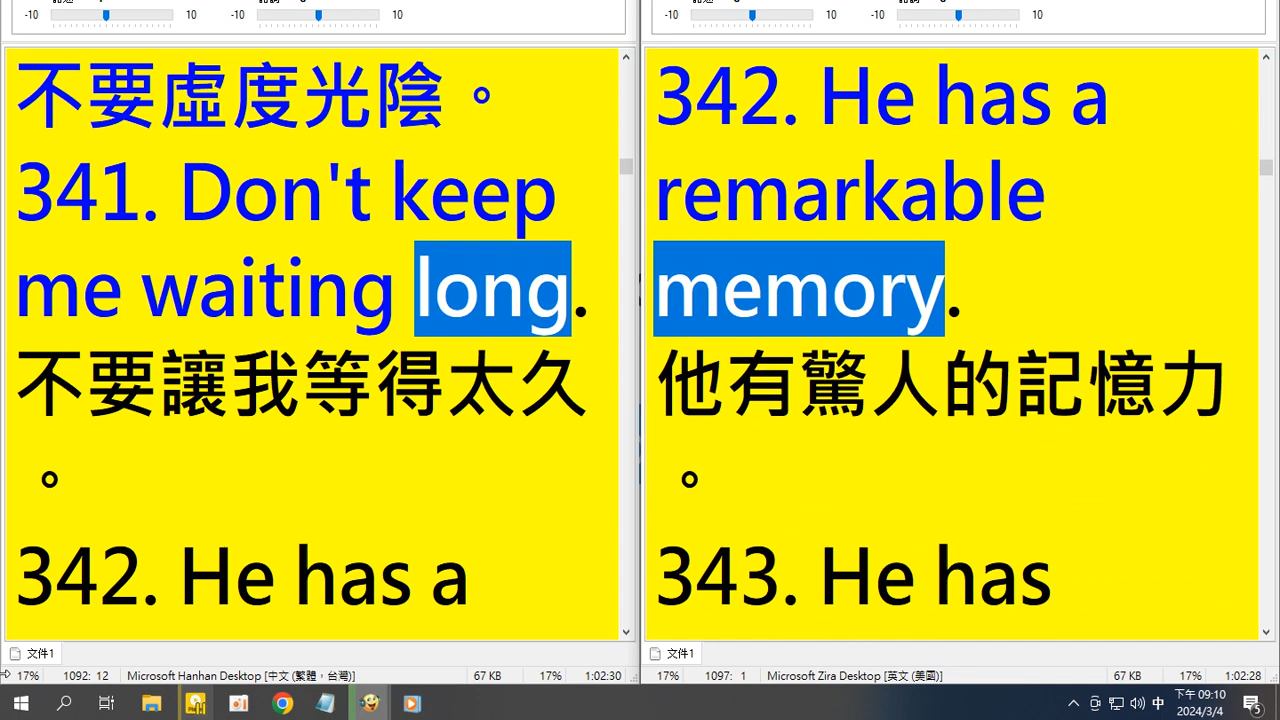 -10 10 -10 10
不要虛度光陰。
341. Don't keep
me waiting long.
不要讓我等得太久
。
342. He has a
文件1
17% 1092: 12 Microsoft Hanhan Desktop [中文 (繁體，台灣)] 67 KB 17% 1:02:30
-10 10 -10 10
342. He has a
remarkable
memory.
他有驚人的記憶力
。
343. He has
文件1
17% 1097: 1 Microsoft Zira Desktop [英文 (美國)] 67 KB 17% 1:02:28
中 下午 09:10
2024/3/4
5